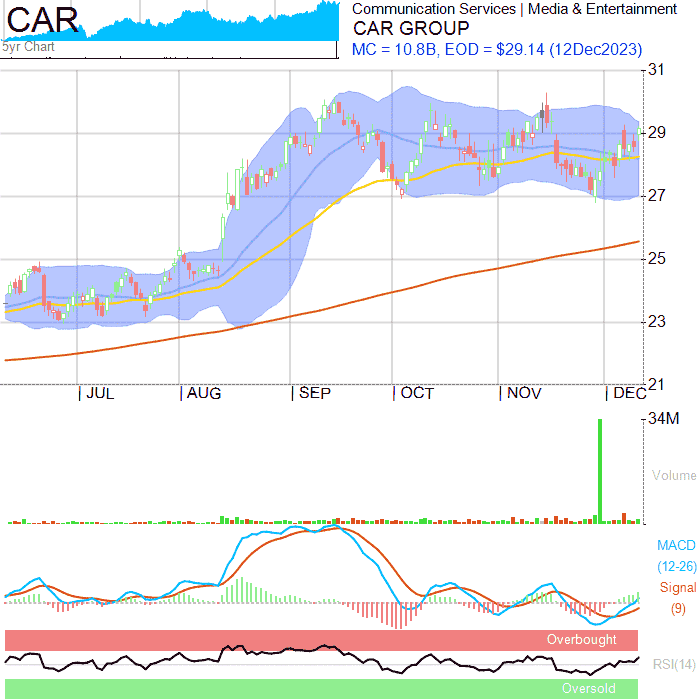 CAR
5yr Chart
Communication Services | Media & Entertainment
CAR GROUP
MC = 10.8B, EOD = $29.14 (12Dec2023)
31
29
27
25
23
21
JUL
AUG
SEP
OCT
NOV
DEC
34M
Volume
MACD
(12-26)
Signal
(9)
Overbought
RSI(14)
Oversold